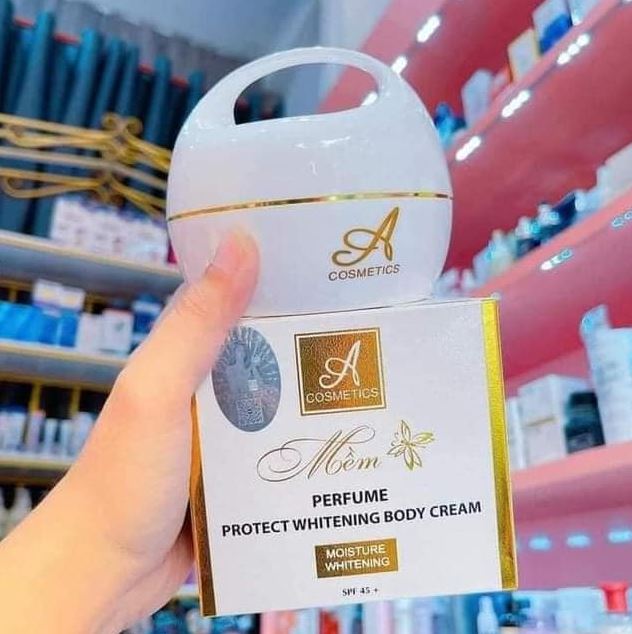 A
COSMETICS
A
COSMETICS
Mềm
PERFUME
PROTECT WHITENING BODY CREAM
MOISTURE
WHITENING
SPF 45 +